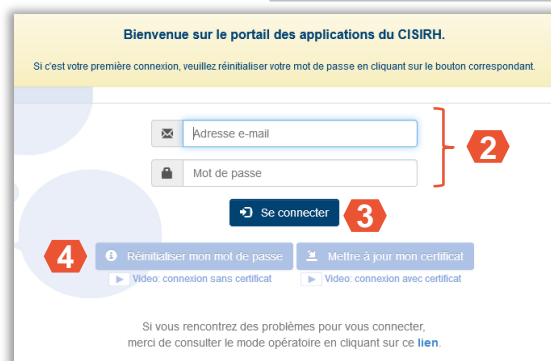 Bienvenue sur le portail des applications du CISIRH.
Si c'est votre première connexion, veuillez réinitialiser votre mot de passe en cliquant sur le bouton correspondant.
Adresse e-mail
2
Mot de passe
Se connecter
3
4
Réinitialiser mon mot de passe
Mettre à jour mon certificat
Video: connexion sans certificat
Video: connexion avec certificat
Si vous rencontrez des problèmes pour vous connecter,
merci de consulter le mode opératoire en cliquant sur ce lien.